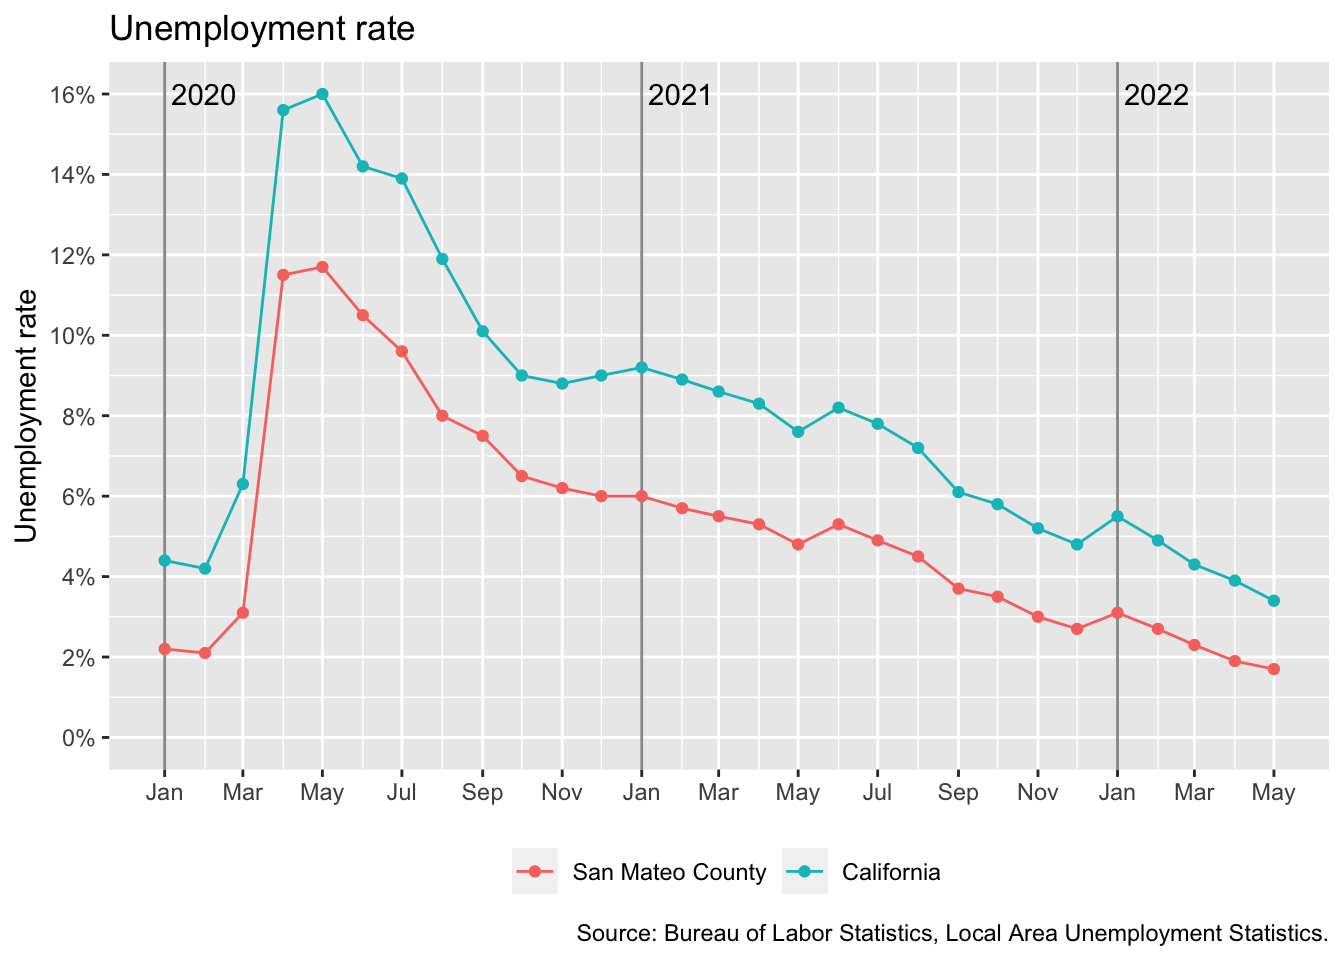 Unemployment rate
Unemployment rate
16%
14%
12%
10%
8%
6%
4%
2%
0%
2020 2021 2022
Jan Mar May Jul Sep Nov Jan Mar May Jul Sep Nov Jan Mar May
San Mateo County California
Source: Bureau of Labor Statistics, Local Area Unemployment Statistics.